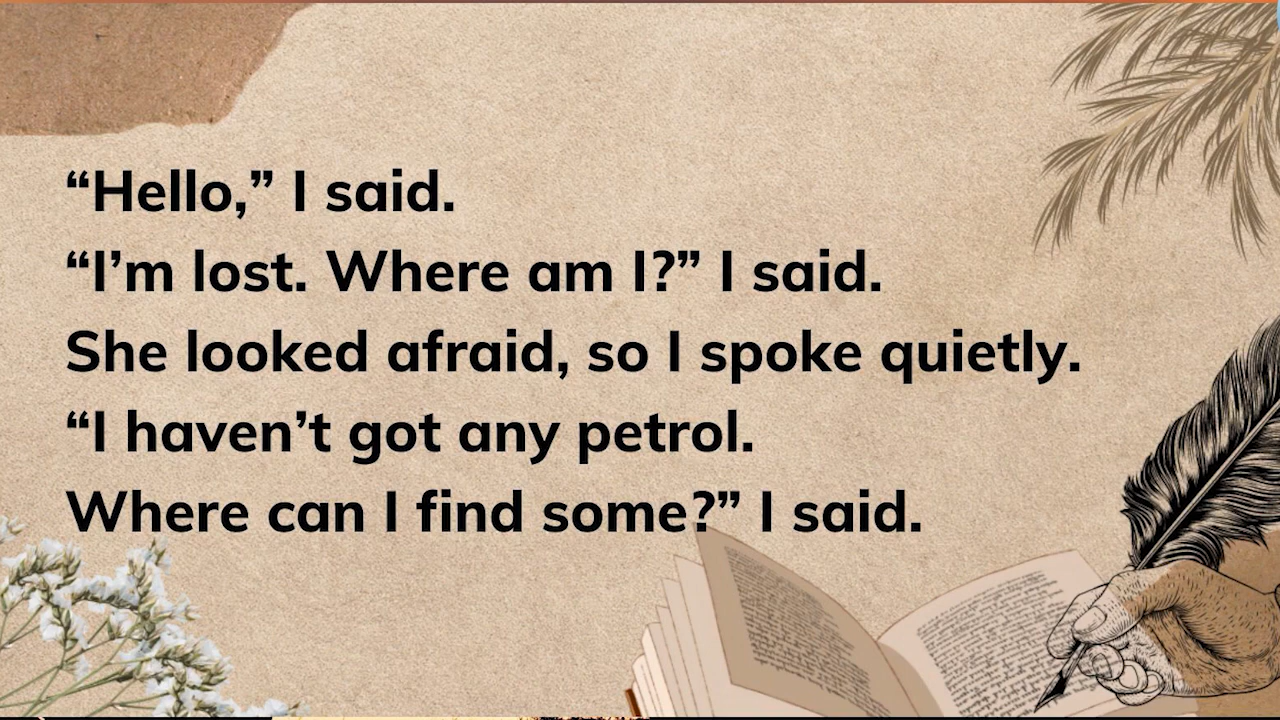 “Hello,” I said.
“I’m lost. Where am I?” I said.
She looked afraid, so I spoke quietly.
“I haven’t got any petrol.
Where can I find some?” I said.